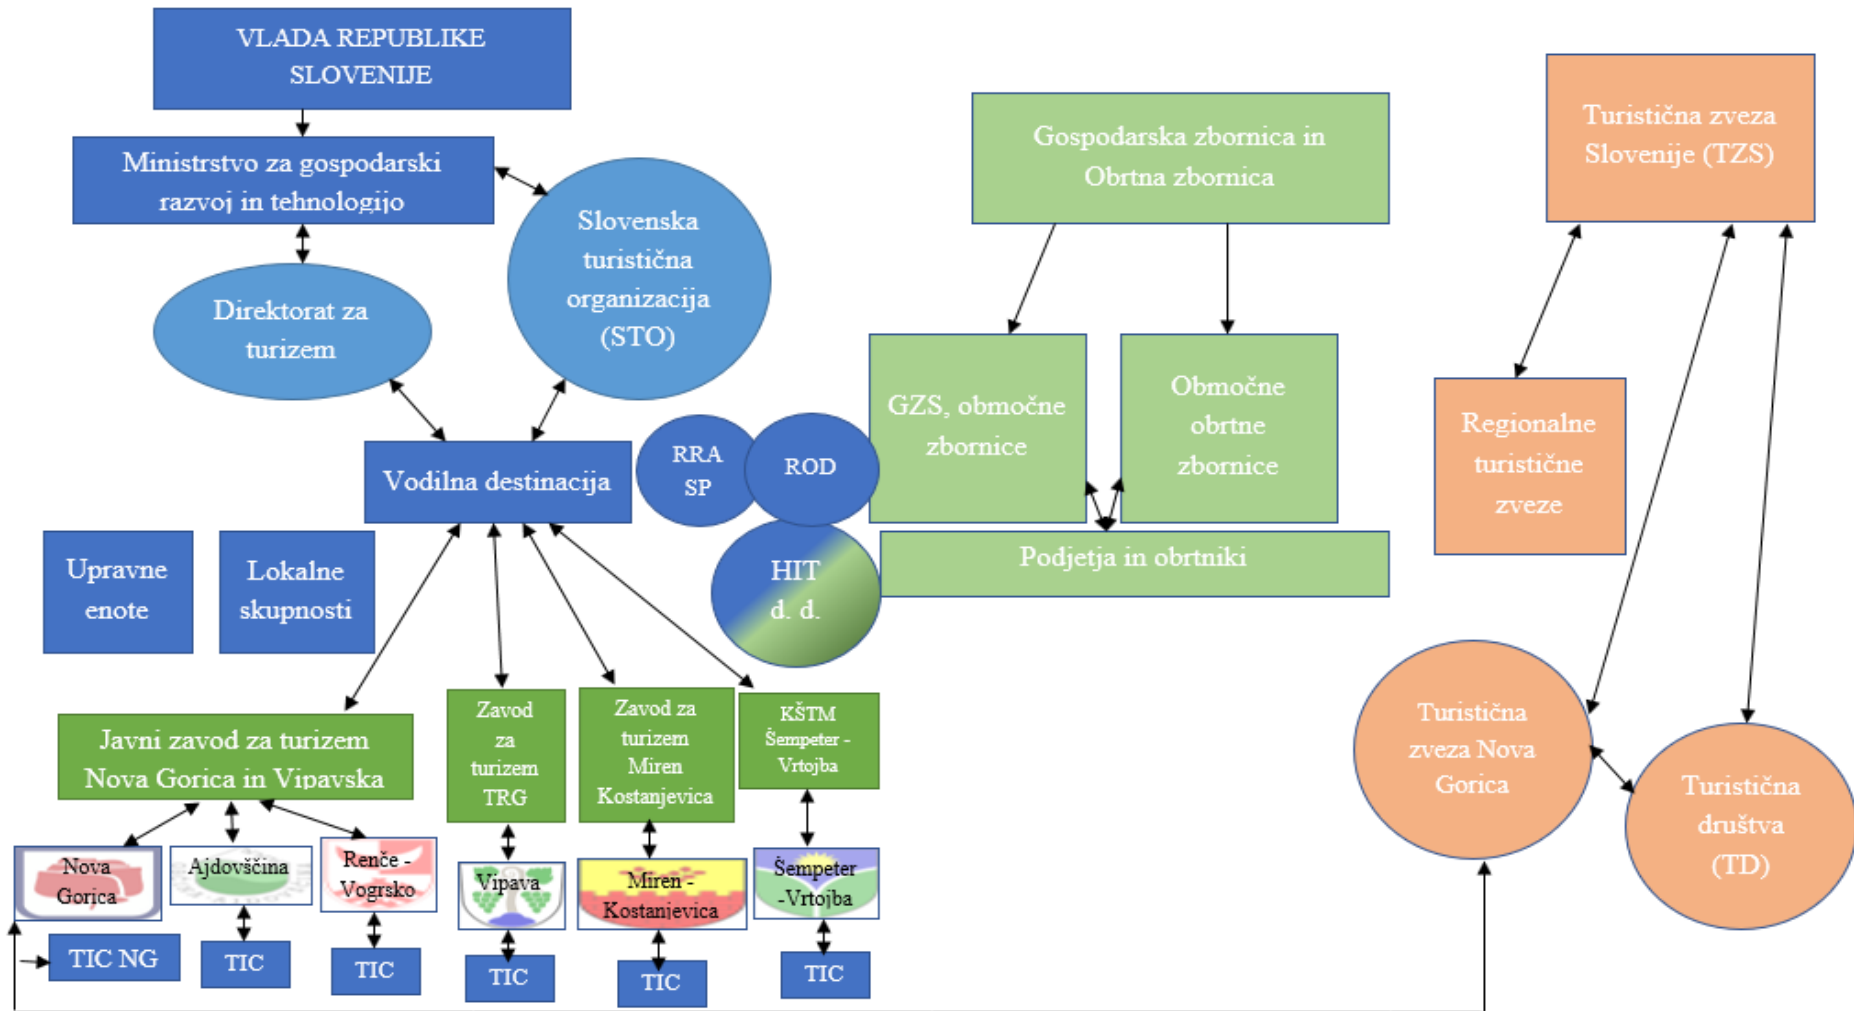 VLADA REPUBLIKE
SLOVENIJE
Ministrstvo za gospodarski
razvoj in tehnologijo
Slovenska
turistična
organizacija
(STO)
Direktorat za
turizem
Vodilna destinacija
RRA
SP
ROD
HIT
d. d.
Upravne
enote
Lokalne
skupnosti
Gospodarska zbornica in
Obrtna zbornica
GZS, območne
zbornice
Območne
obrtne
zbornice
Podjetja in obrtniki
Turistična zveza
Slovenije (TZS)
Regionalne
turistične
zveze
Turistična
zveza Nova
Gorica
Turistična
društva
(TD)
Javni zavod za turizem
Nova Gorica in Vipavska
Zavod
za
turizem
TRG
Zavod za
turizem
Miren
Kostanjevica
KŠTM
Šempeter -
Vrtojba
Nova
Gorica
Ajdovščina
Renče -
Vogrsko
Vipava
Miren -
Kostanjevica
Šempeter
-Vrtojba
TIC NG
TIC
TIC
TIC
TIC
TIC